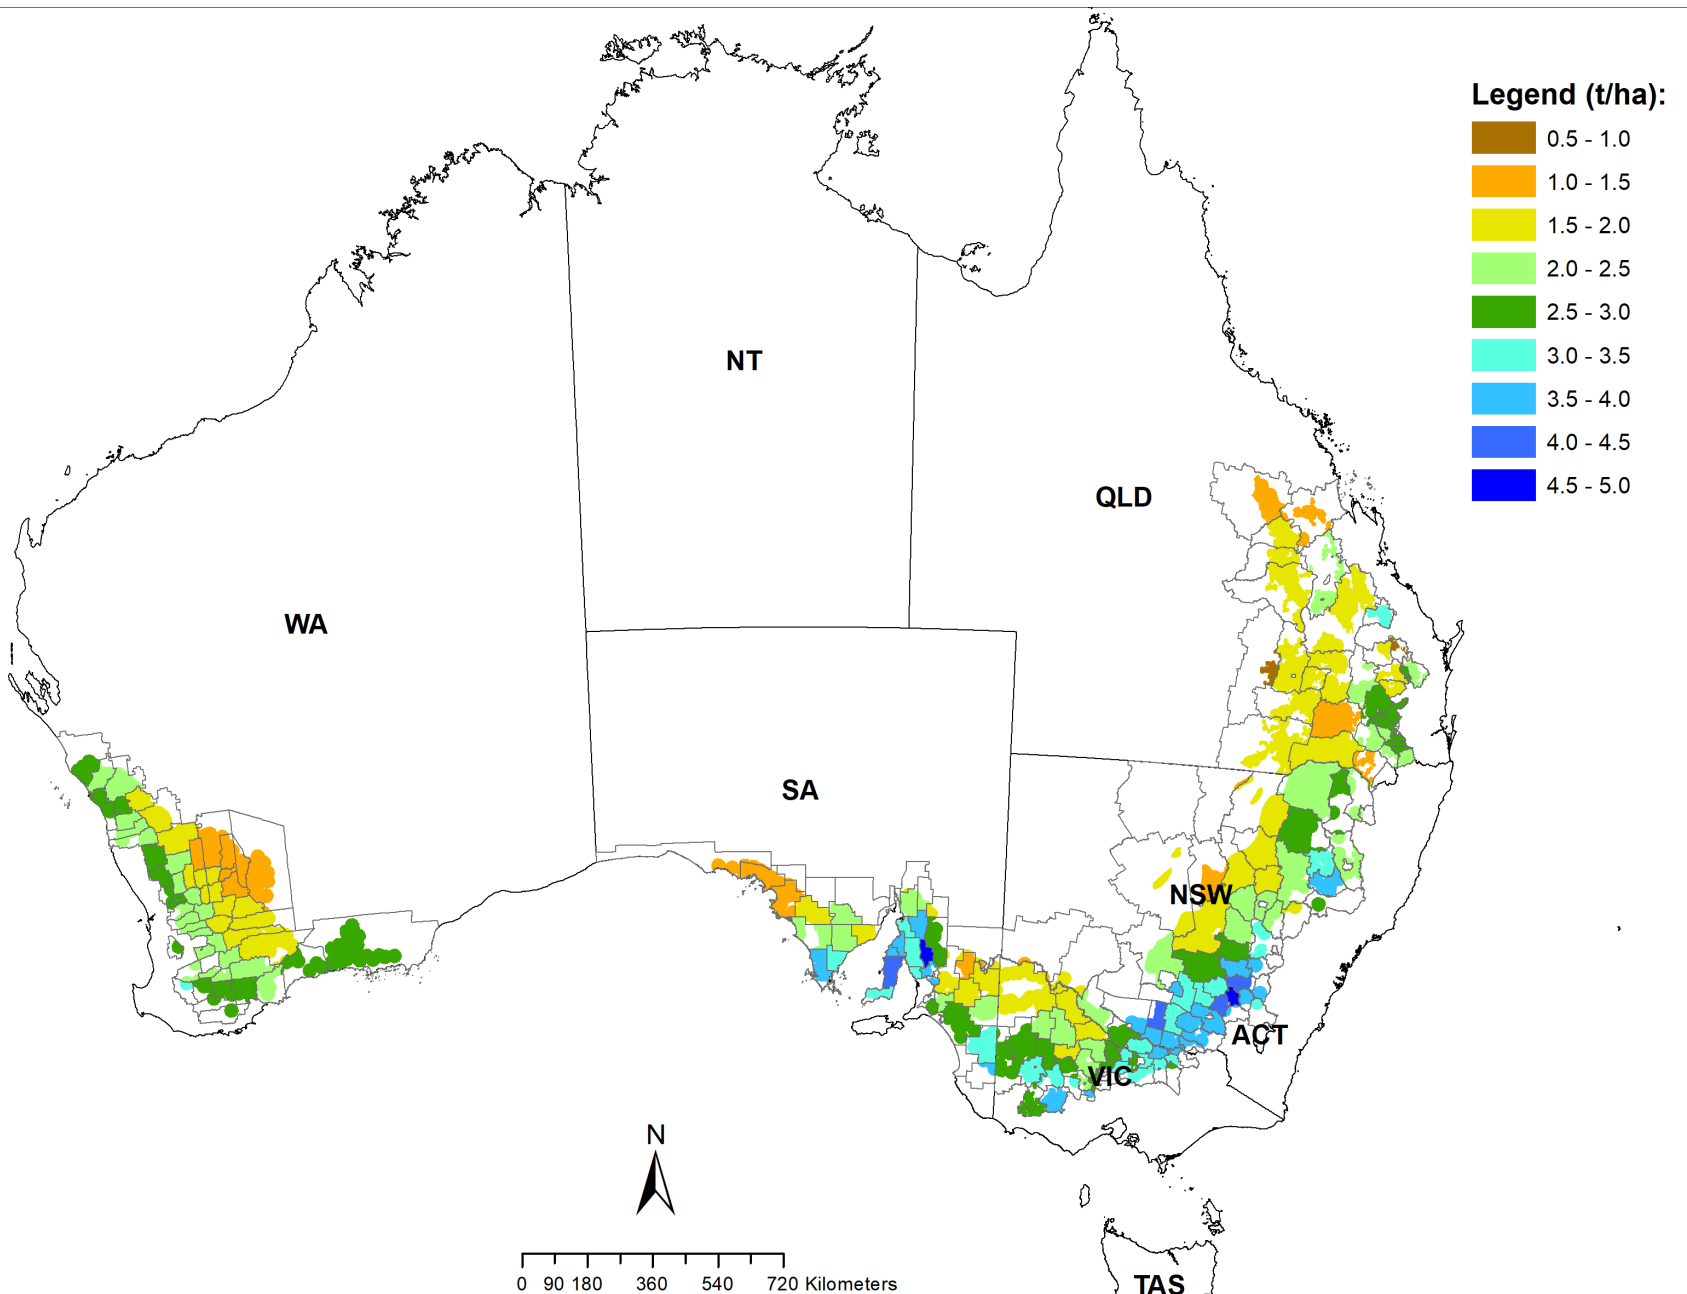 Legend (t/ha):
0.5 - 1.0
1.0 - 1.5
1.5 - 2.0
2.0 - 2.5
2.5 - 3.0
3.0 - 3.5
3.5 - 4.0
4.0 - 4.5
4.5 - 5.0
NT
QLD
WA
SA
NSW
ACT
VIC
N
0 90 180 360 540 720 Kilometers
TAS